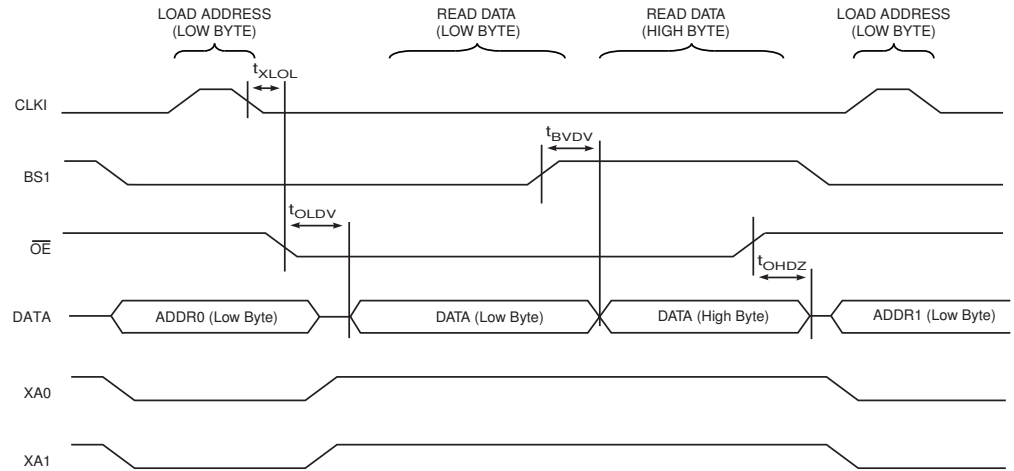 LOAD ADDRESS
(LOW BYTE)
READ DATA
(LOW BYTE)
READ DATA
(HIGH BYTE)
LOAD ADDRESS
(LOW BYTE)
tXLOL
CLKI
tBVDV
BS1
tOLDV
OE
tOHDZ
DATA
ADDR0 (Low Byte)
DATA (Low Byte)
DATA (High Byte)
ADDR1 (Low Byte)
XA0
XA1